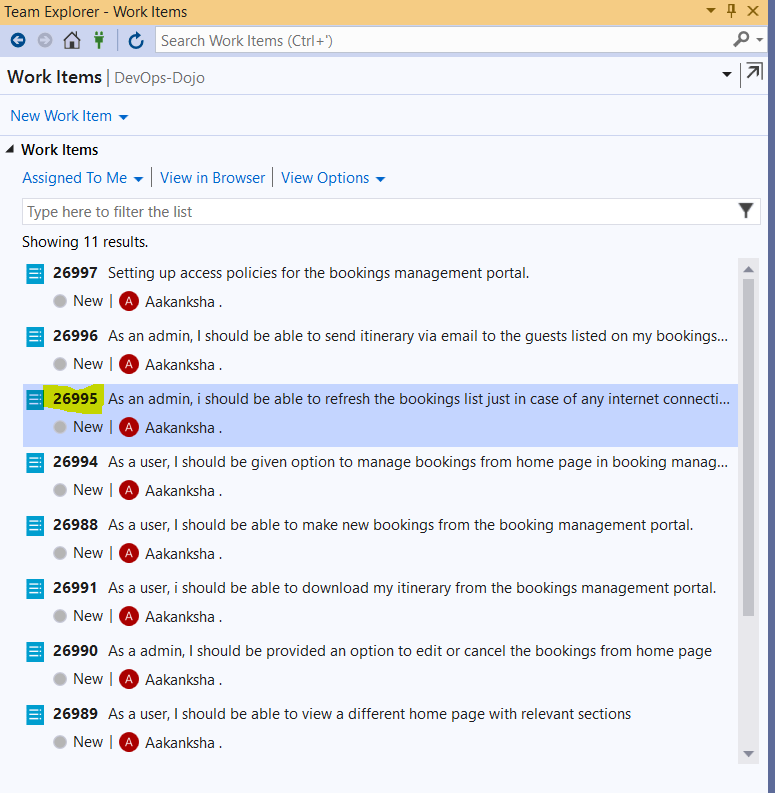 Team Explorer - Work Items
Search Work Items (Ctrl+')
Work Items | DevOps-Dojo
New Work Item
Work Items
Assigned To Me | View in Browser | View Options
Type here to filter the list
Showing 11 results.
26997 Setting up access policies for the bookings management portal.
New | A Aakanksha .
26996 As an admin, I should be able to send itinerary via email to the guests listed on my bookings...
New | A Aakanksha .
26995 As an admin, i should be able to refresh the bookings list just in case of any internet connecti...
New | A Aakanksha .
26994 As a user, I should be given option to manage bookings from home page in booking manag...
New | A Aakanksha .
26988 As a user, I should be able to make new bookings from the booking management portal.
New | A Aakanksha .
26991 As a user, i should be able to download my itinerary from the bookings management portal.
New | A Aakanksha .
26990 As a admin, I should be provided an option to edit or cancel the bookings from home page
New | A Aakanksha .
26989 As a user, I should be able to view a different home page with relevant sections
New | A Aakanksha .